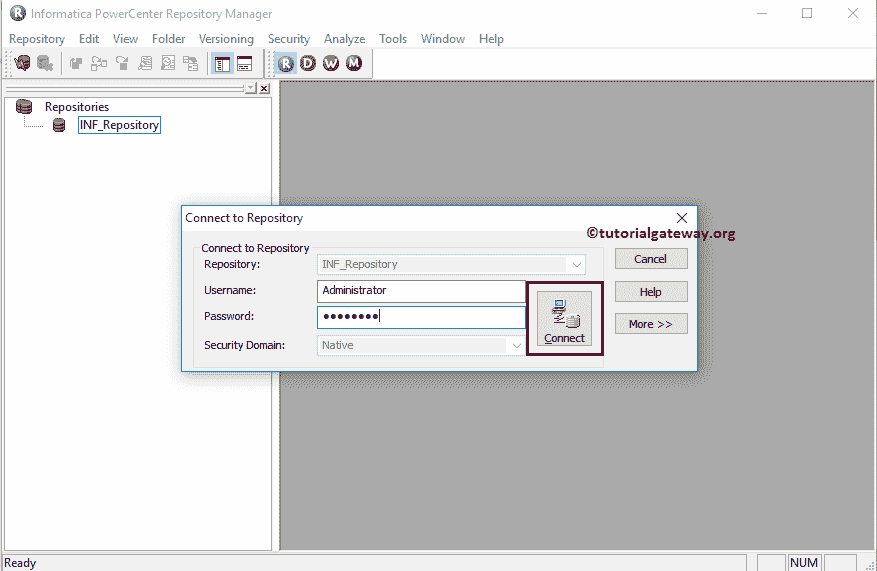 R Informatica PowerCenter Repository Manager
Repository Edit View Folder Versioning Security Analyze Tools Window Help
R D W M
Repositories
INF_Repository
Connect to Repository
©tutorialgateway.org
Connect to Repository
Repository: INF_Repository
Cancel
Username: Administrator
Help
Password: ●●●●●●●●
More >>
Connect
Security Domain: Native
Ready NUM